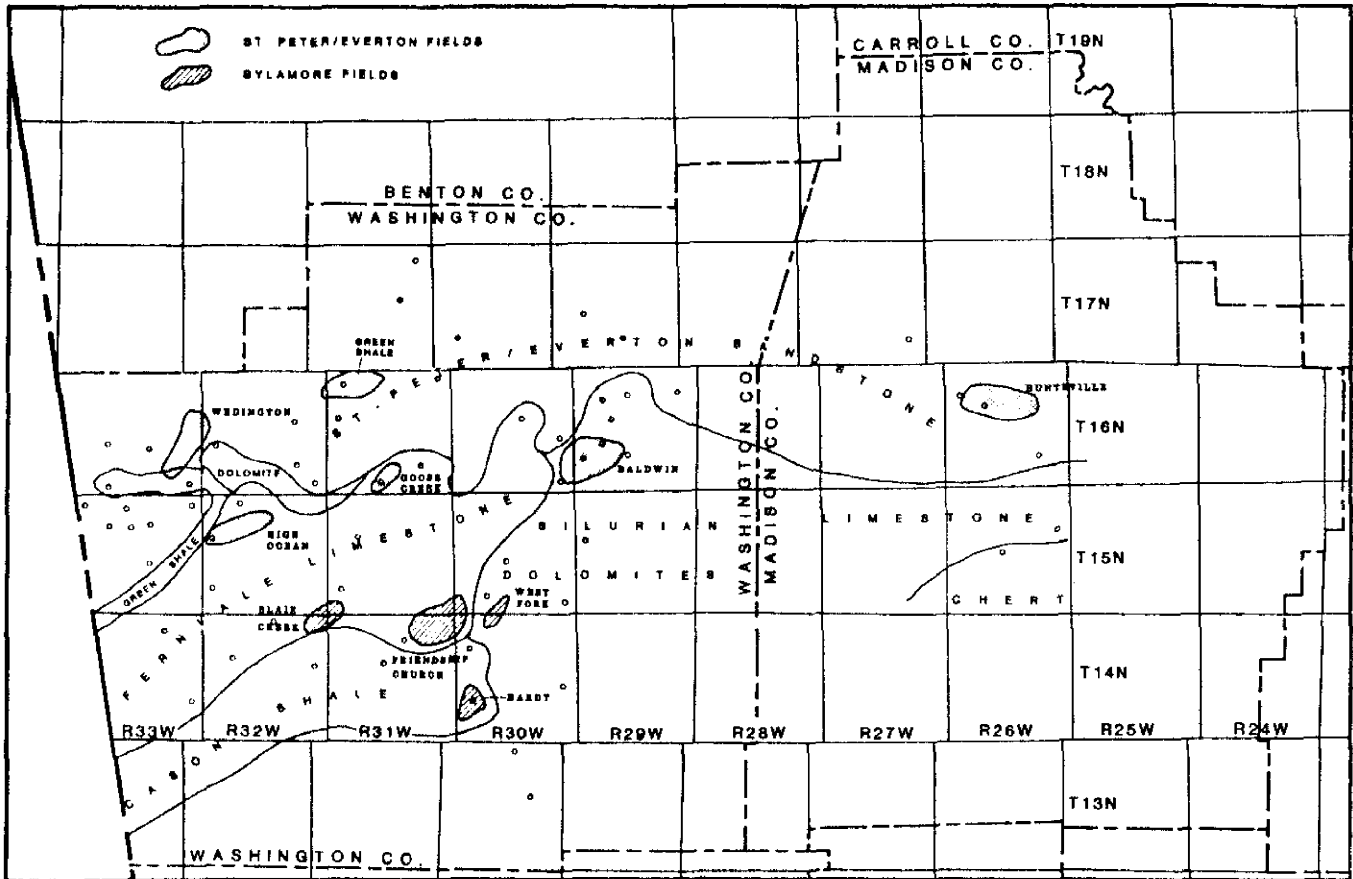 ST PETER/EVERTON FIELDS
SYLAMORE FIELDS
CARROLL CO.
MADISON CO.
T19N
T18N
BENTON CO.
WASHINGTON CO.
T17N
GREEN SHALE
ST. PETER/EVERTON SANDSTONE
HUNTSVILLE
WEDINGTON
T16N
WASHINGTON CO
MADISON CO.
DOLOMITE
GOOSE CREEK
BALDWIN
HIGH OCEAN
SILURIAN LIMESTONE
DOLOMITES
T15N
GREEN SHALE
FERNVALE LIMESTONE
WEST FORK
CHERT
BLAIR CREEK
FRIENDSHIP CHURCH
T14N
HARDT
CASON SHALE
R33W R32W R31W R30W R29W R28W R27W R26W R25W R24W
T13N
WASHINGTON CO.